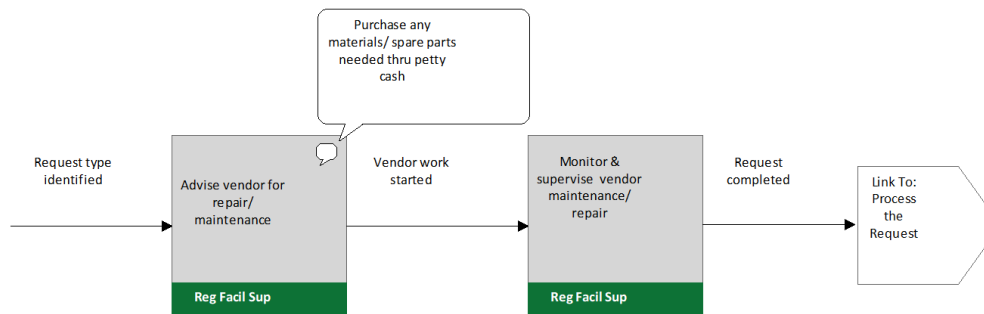 Purchase any
materials/ spare parts
needed thru petty
cash
Request type
identified
Advise vendor for
repair/
maintenance
Reg Facil Sup
Vendor work
started
Monitor &
supervise vendor
maintenance/
repair
Reg Facil Sup
Request
completed
Link To:
Process
the
Request